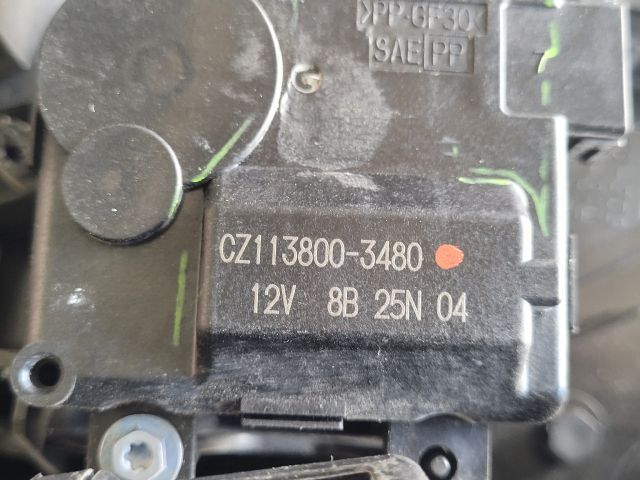 >PP-GF30<
SAE PP
G
CZ113800-3480
12V 8B 25N 04